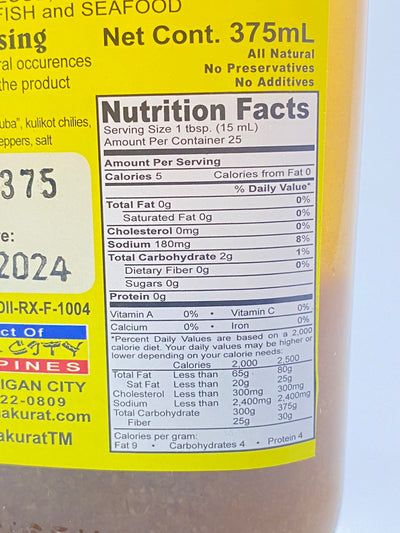 FISH and SEAFOOD
sing
Net Cont. 375mL
ral occurences
the product
All Natural
No Preservatives
No Additives
uba", kulikot chilies,
eppers, salt
375
re:
2024
DII-RX-F-1004
ct Of
CITY
PINES
IGAN CITY
22-0809
akurat.com
akuratTM
Nutrition Facts
Serving Size 1 tbsp. (15 mL)
Amount Per Container 25
Amount Per Serving
Calories 5 Calories from Fat 0
% Daily Value*
Total Fat 0g 0%
Saturated Fat 0g 0%
Cholesterol 0mg 0%
Sodium 180mg 8%
Total Carbohydrate 2g 1%
Dietary Fiber 0g 0%
Sugars 0g
Protein 0g
Vitamin A 0% • Vitamin C 0%
Calcium 0% • Iron 0%
*Percent Daily Values are based on a 2,000
calorie diet. Your daily values may be higher or
lower depending on your calorie needs:
Calories 2,000 2,500
Total Fat Less than 65g 80g
Sat Fat Less than 20g 25g
Cholesterol Less than 300mg 300mg
Sodium Less than 2,400mg 2,400mg
Total Carbohydrate 300g 375g
Fiber 25g 30g
Calories per gram:
Fat 9 • Carbohydrates 4 • Protein 4